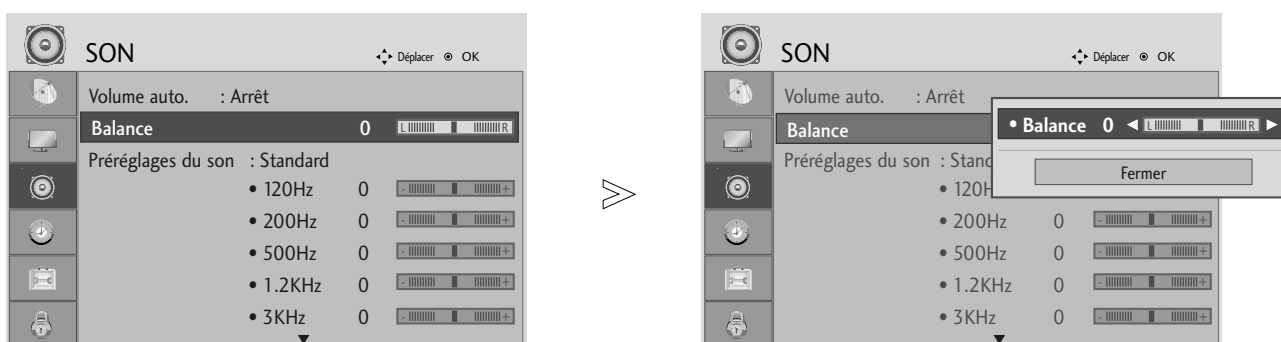 SON
Déplacer OK
Volume auto. : Arrêt
Balance 0 L R
Préréglages du son : Standard
• 120Hz 0 - +
• 200Hz 0 - +
• 500Hz 0 - +
• 1.2KHz 0 - +
• 3KHz 0 - +
SON
Déplacer OK
Volume auto. : Arrêt
Balance
• Balance 0 L R
Préréglages du son : Stand
Fermer
• 120H
• 200Hz 0 - +
• 500Hz 0 - +
• 1.2KHz 0 - +
• 3KHz 0 - +